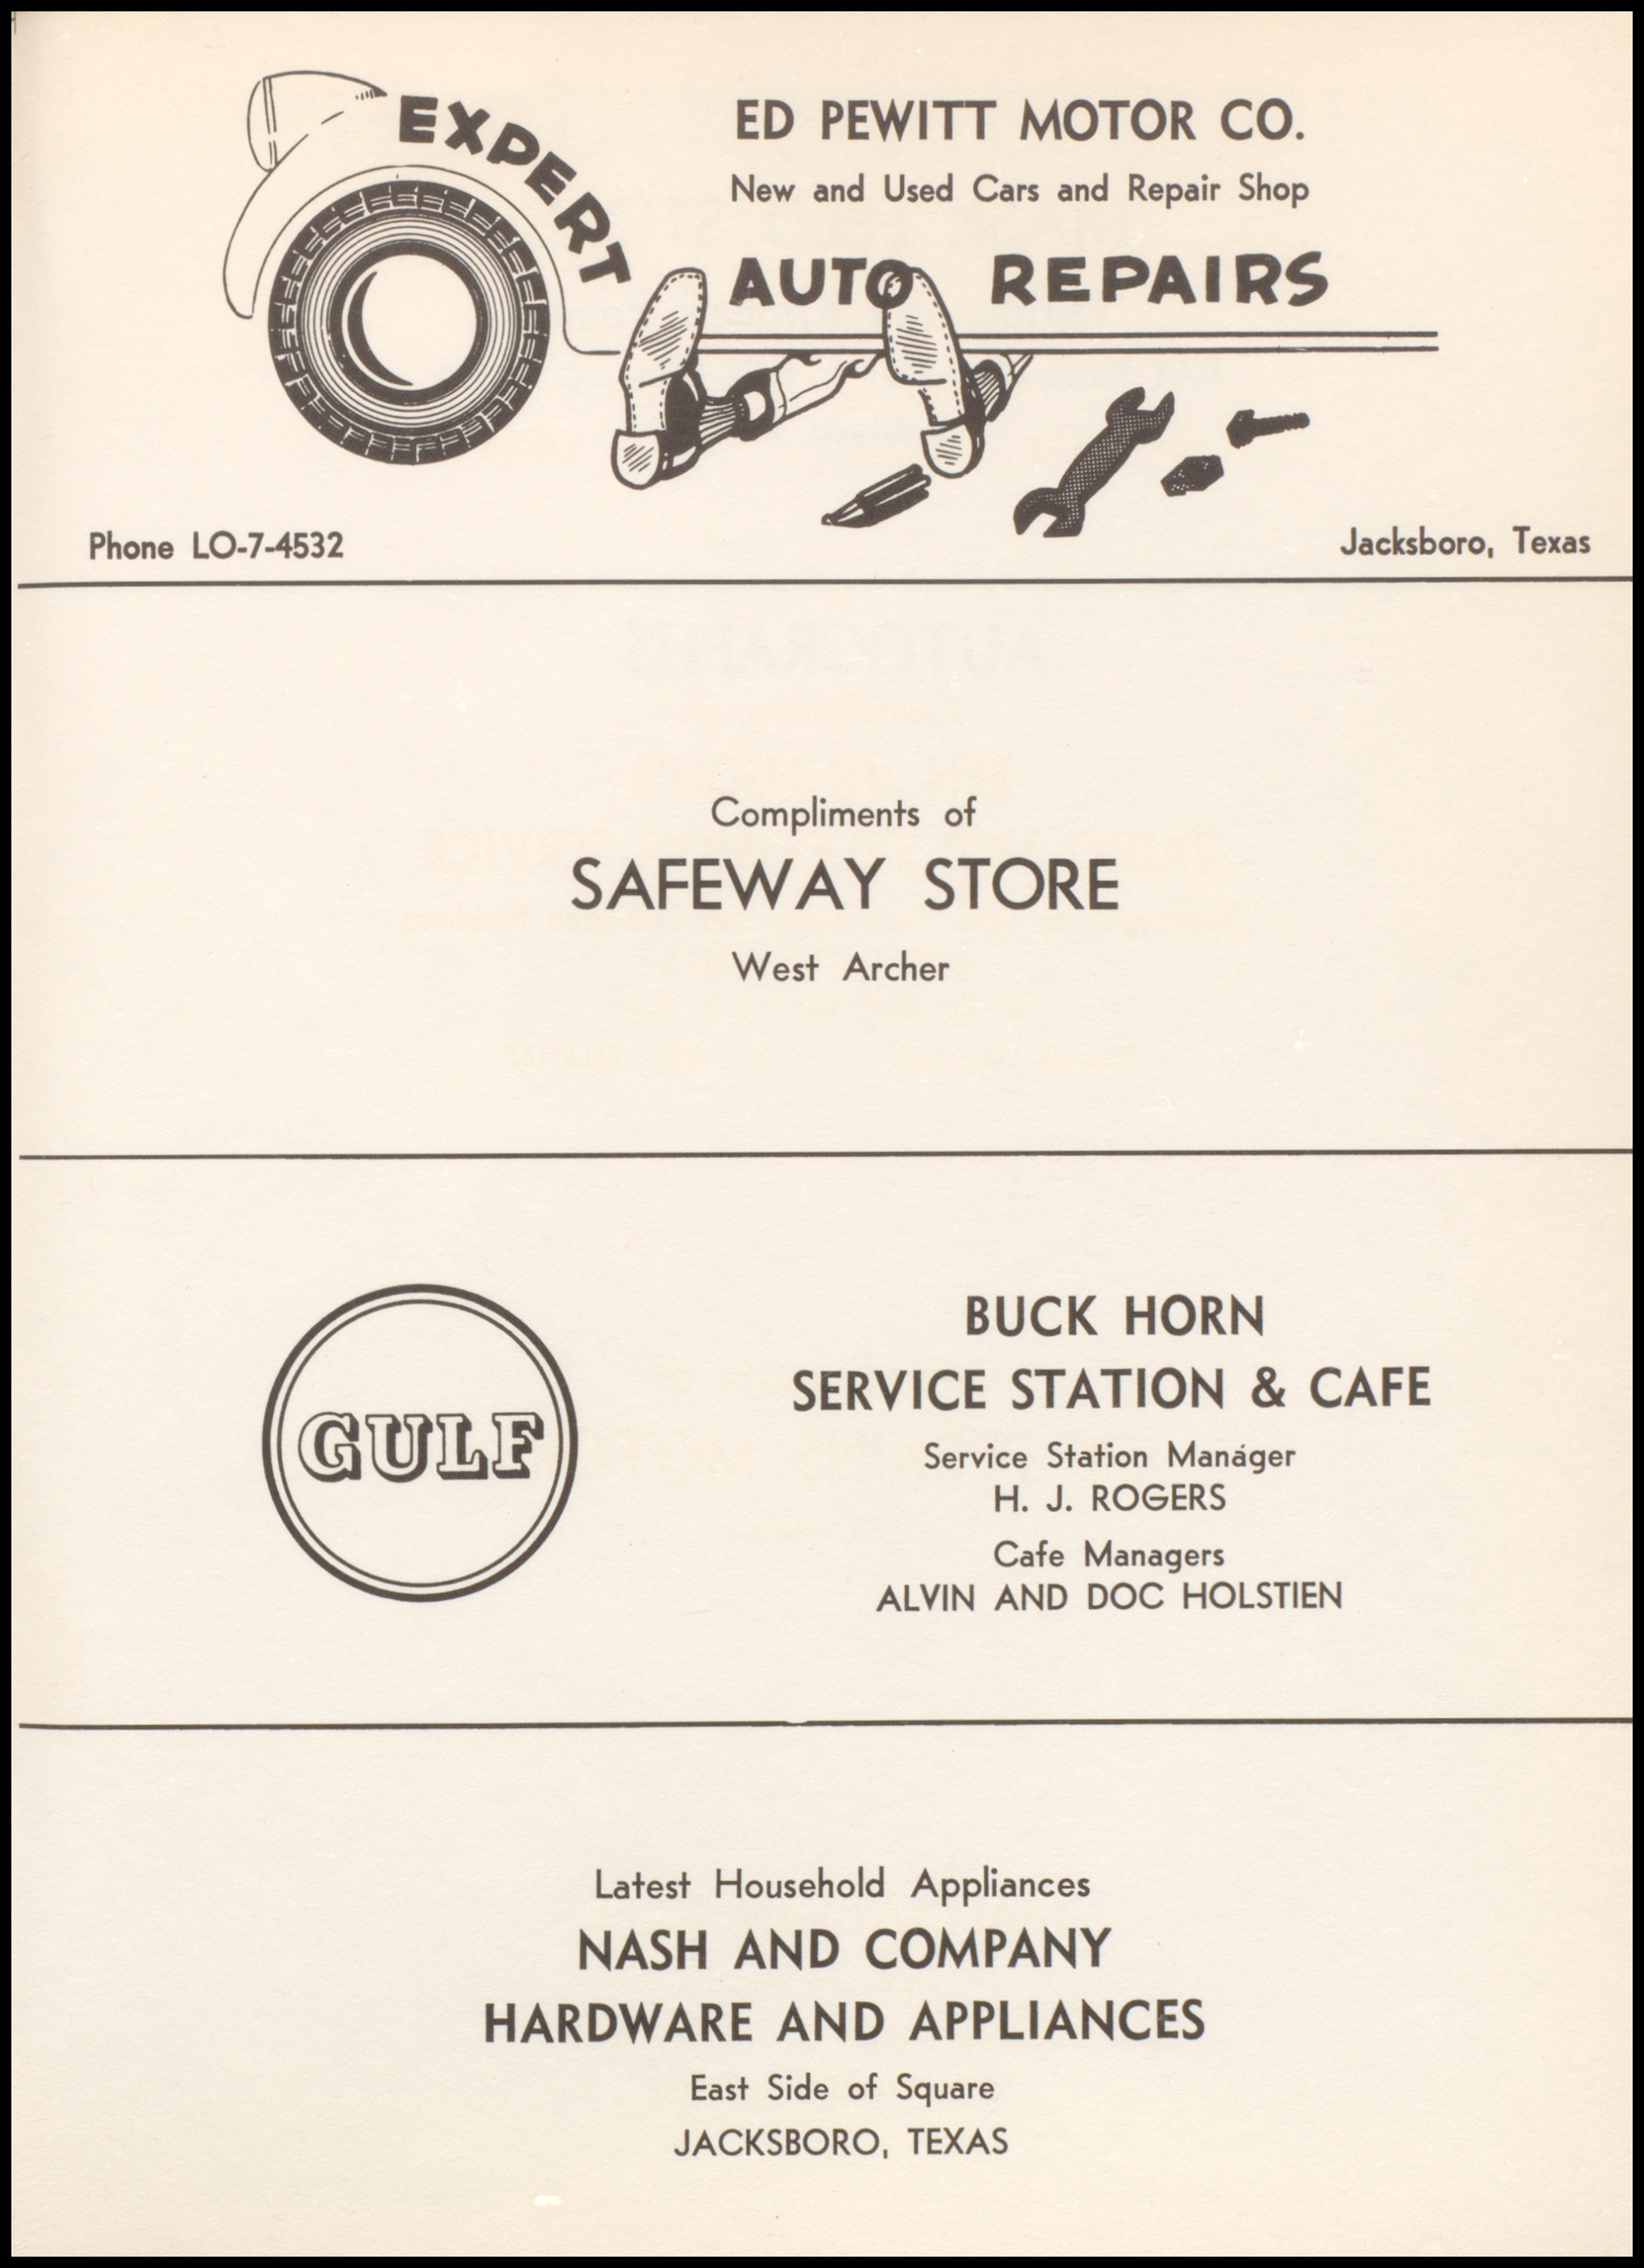 ED PEWITT MOTOR CO.
New and Used Cars and Repair Shop
EXPERT
AUTO REPAIRS
Phone LO-7-4532
Jacksboro, Texas
Compliments of
SAFEWAY STORE
West Archer
GULF
BUCK HORN
SERVICE STATION & CAFE
Service Station Manager
H. J. ROGERS
Cafe Managers
ALVIN AND DOC HOLSTIEN
Latest Household Appliances
NASH AND COMPANY
HARDWARE AND APPLIANCES
East Side of Square
JACKSBORO, TEXAS